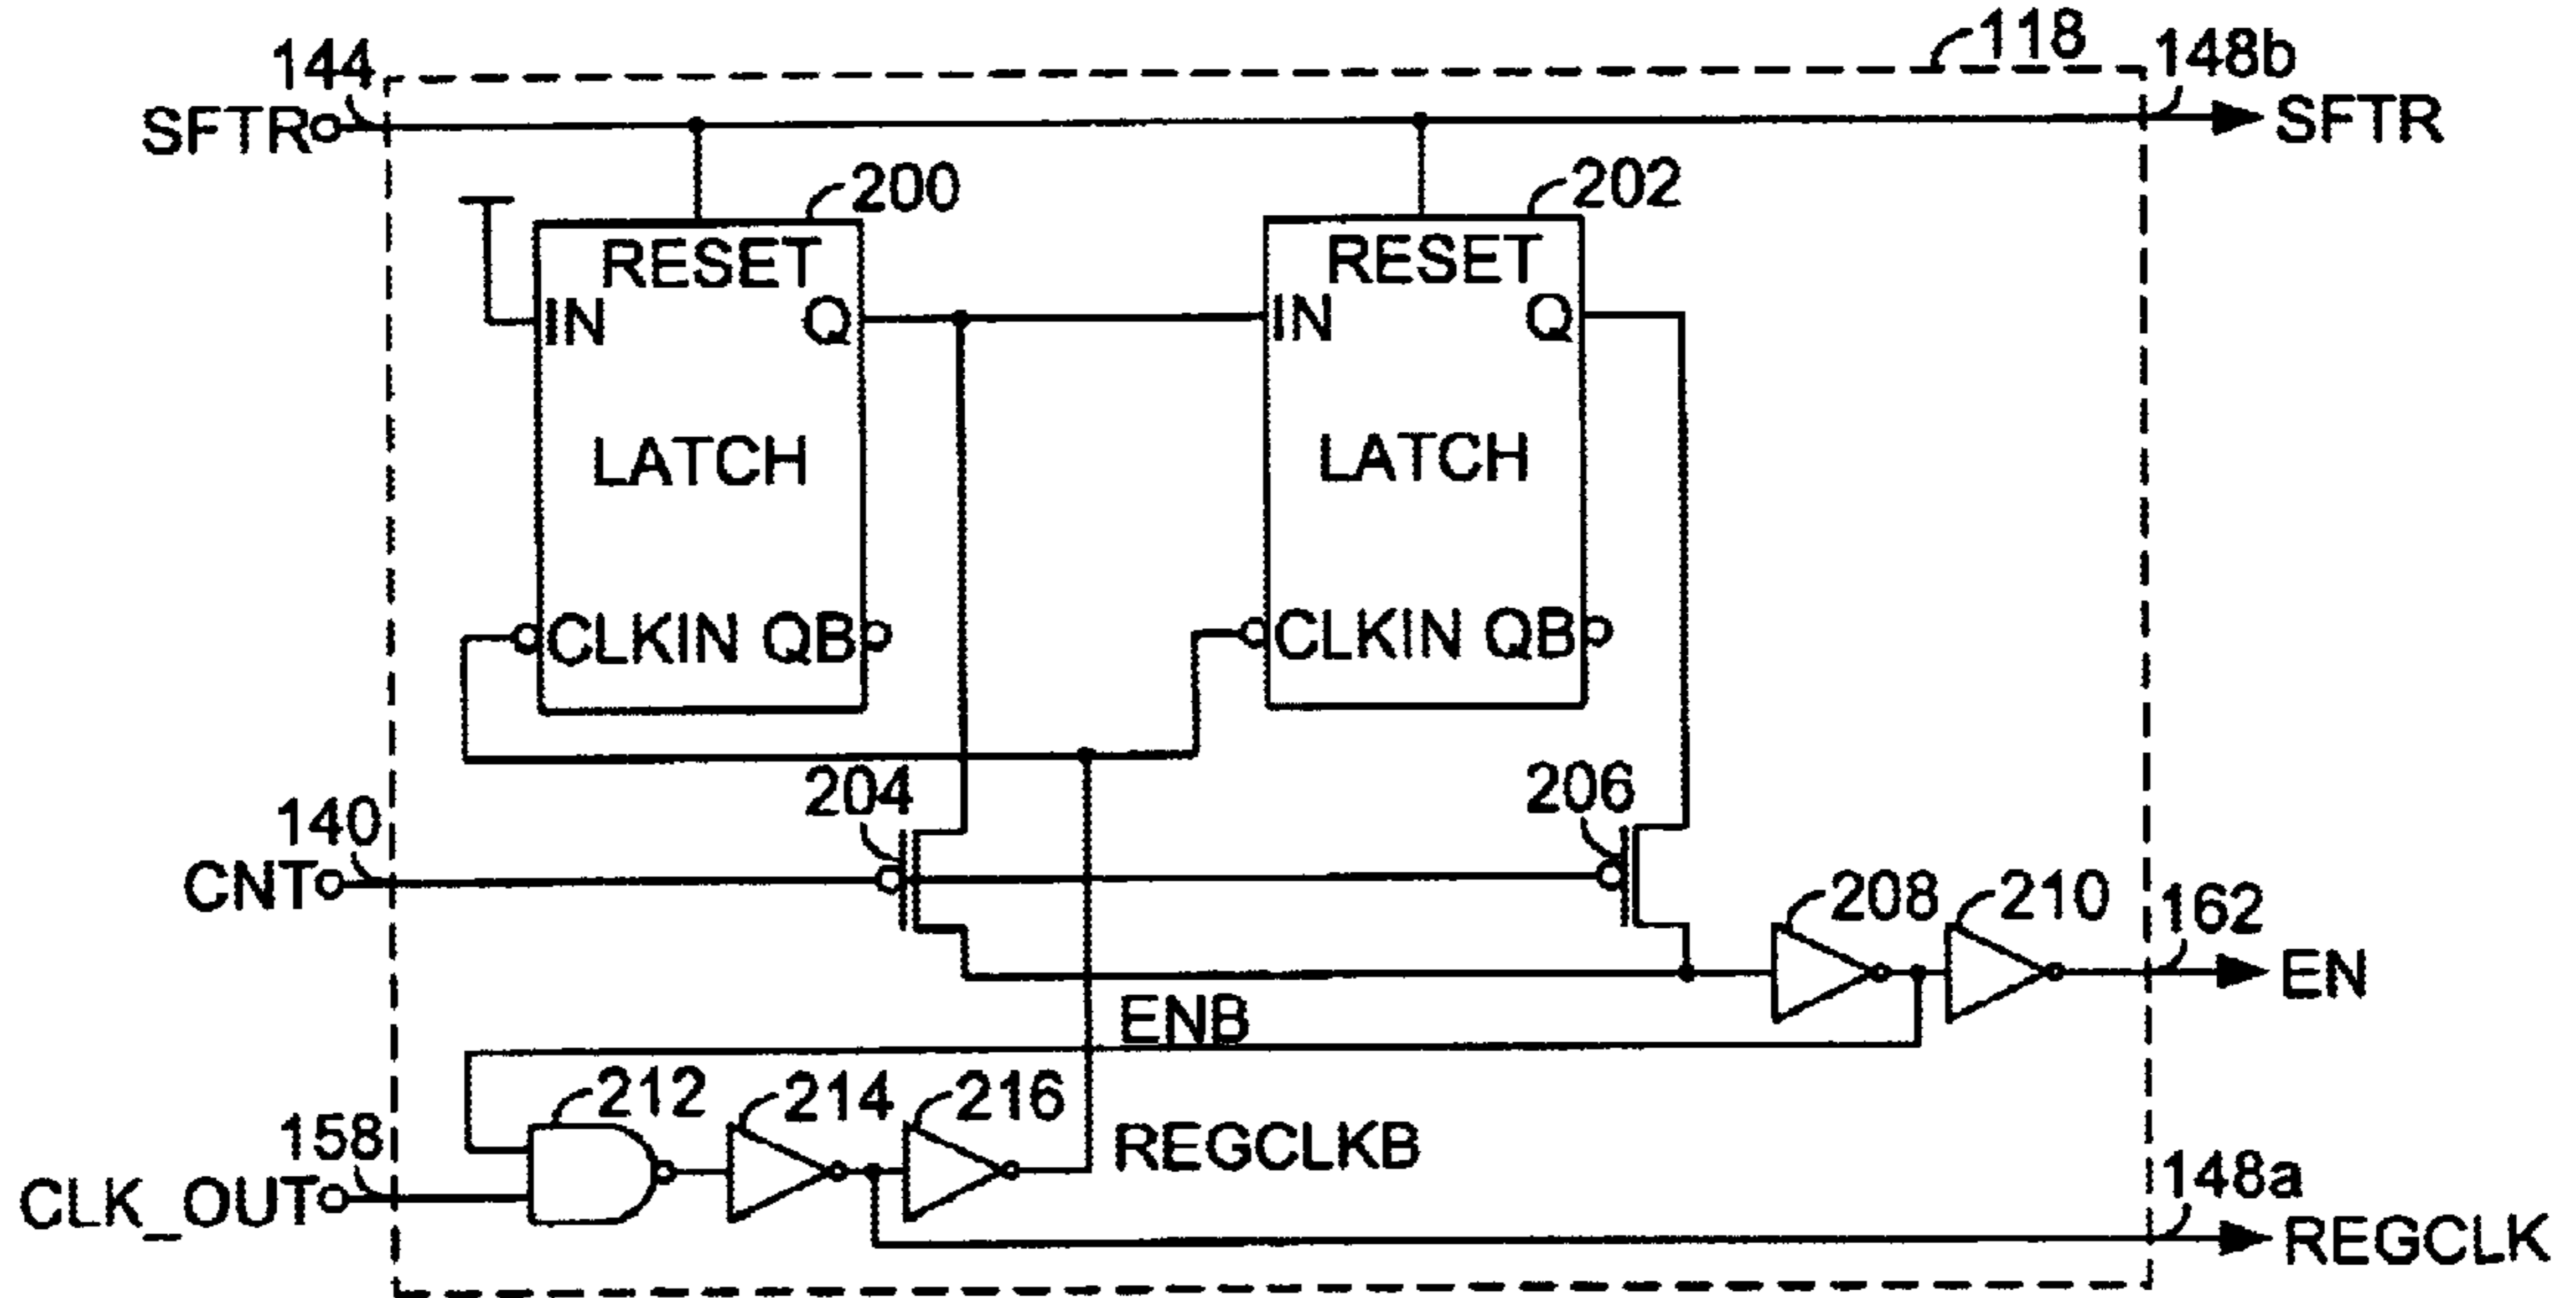 118
144
148b
SFTR
SFTR
200
202
RESET
RESET
IN
Q
IN
Q
LATCH
LATCH
CLKIN QB
CLKIN QB
204
206
140
CNT
208
210
162
EN
ENB
212
214
216
158
REGCLKB
CLK_OUT
148a
REGCLK